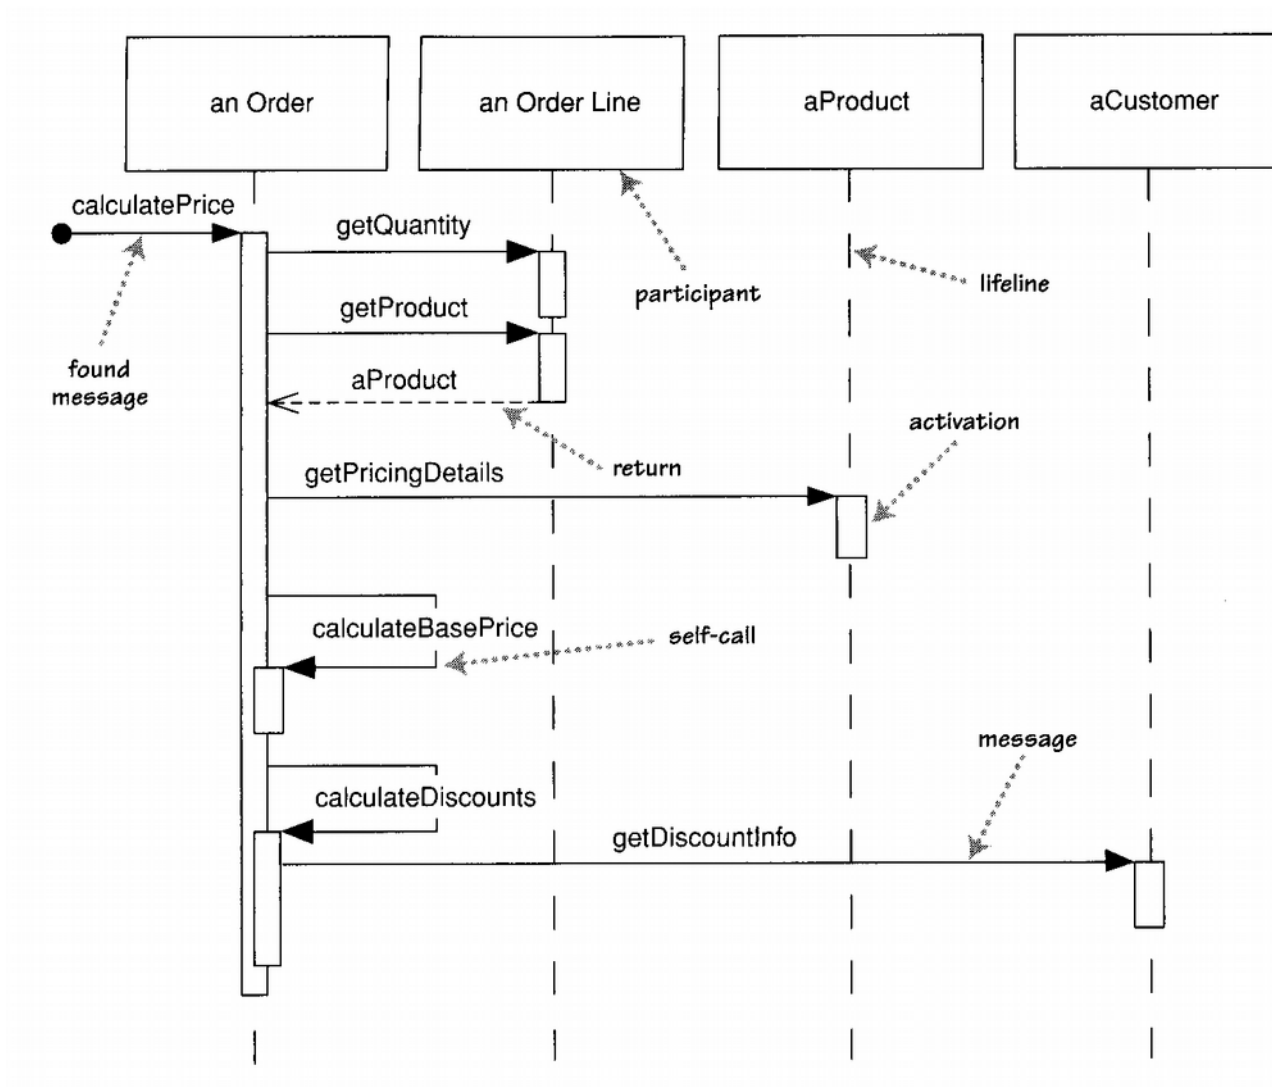 an Order
an Order Line
aProduct
aCustomer
calculatePrice
getQuantity
participant
lifeline
getProduct
found
message
aProduct
activation
return
getPricingDetails
calculateBasePrice
self-call
message
calculateDiscounts
getDiscountInfo